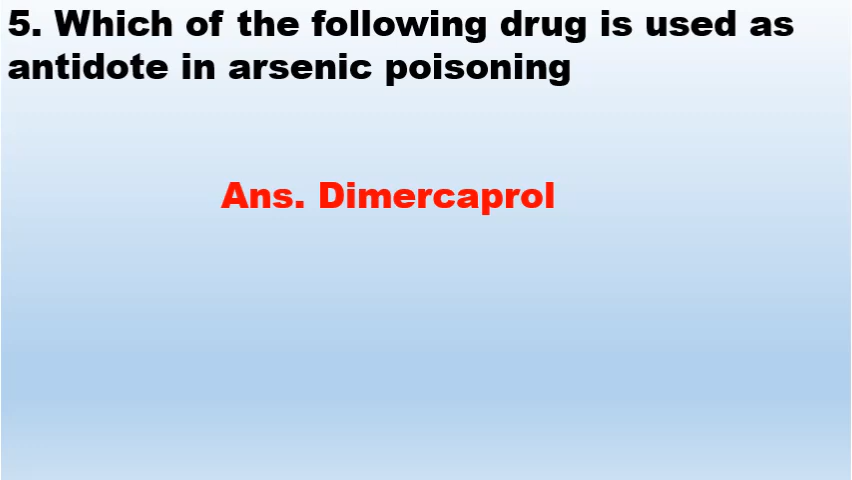 5. Which of the following drug is used as
antidote in arsenic poisoning
Ans. Dimercaprol